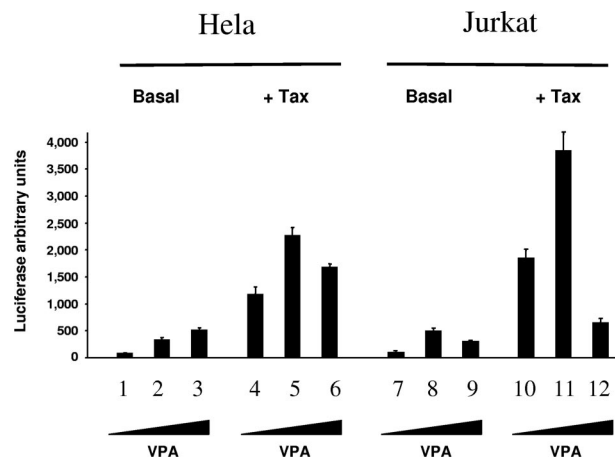 Hela Jurkat
Basal + Tax Basal + Tax
Luciferase arbitrary units
4,000
3,500
3,000
2,500
2,000
1,500
1,000
500
0
1 2 3 4 5 6 7 8 9 10 11 12
VPA VPA VPA VPA